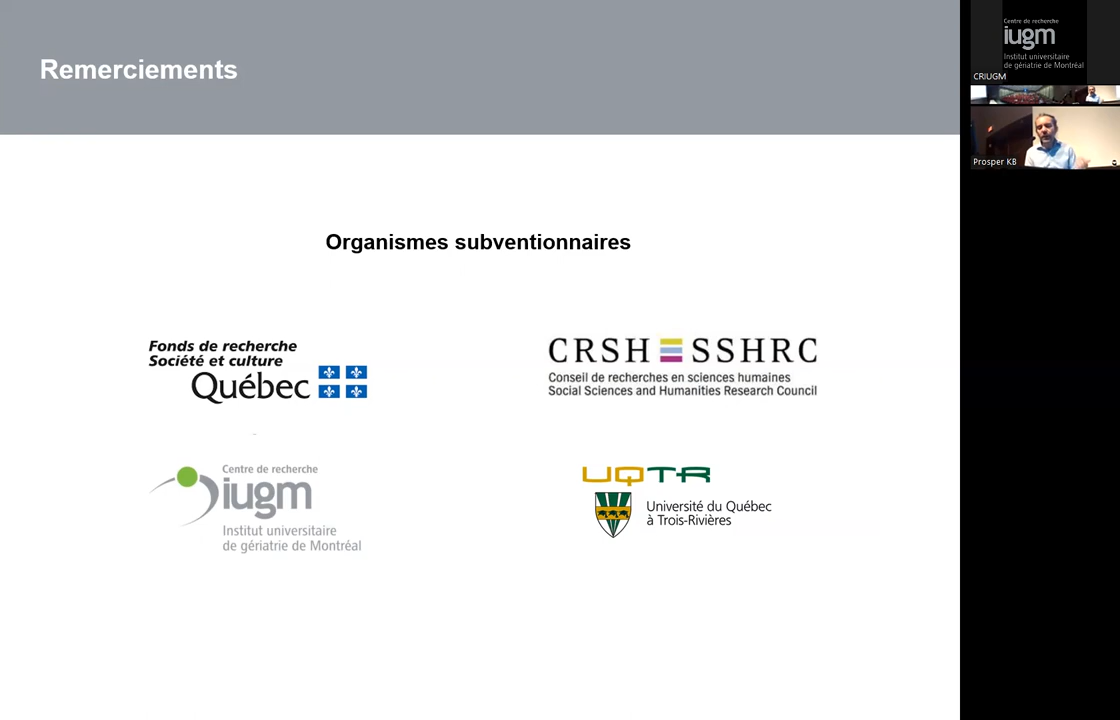 Remerciements
Organismes subventionnaires
Fonds de recherche
Société et culture
Québec
CRSH SSHRC
Conseil de recherches en sciences humaines
Social Sciences and Humanities Research Council
Centre de recherche
iugm
Institut universitaire
de gériatrie de Montréal
UQTR
Université du Québec
à Trois-Rivières
Centre de recherche
iugm
Institut universitaire
de gériatrie de Montréal
CRIUGM
Prosper KB